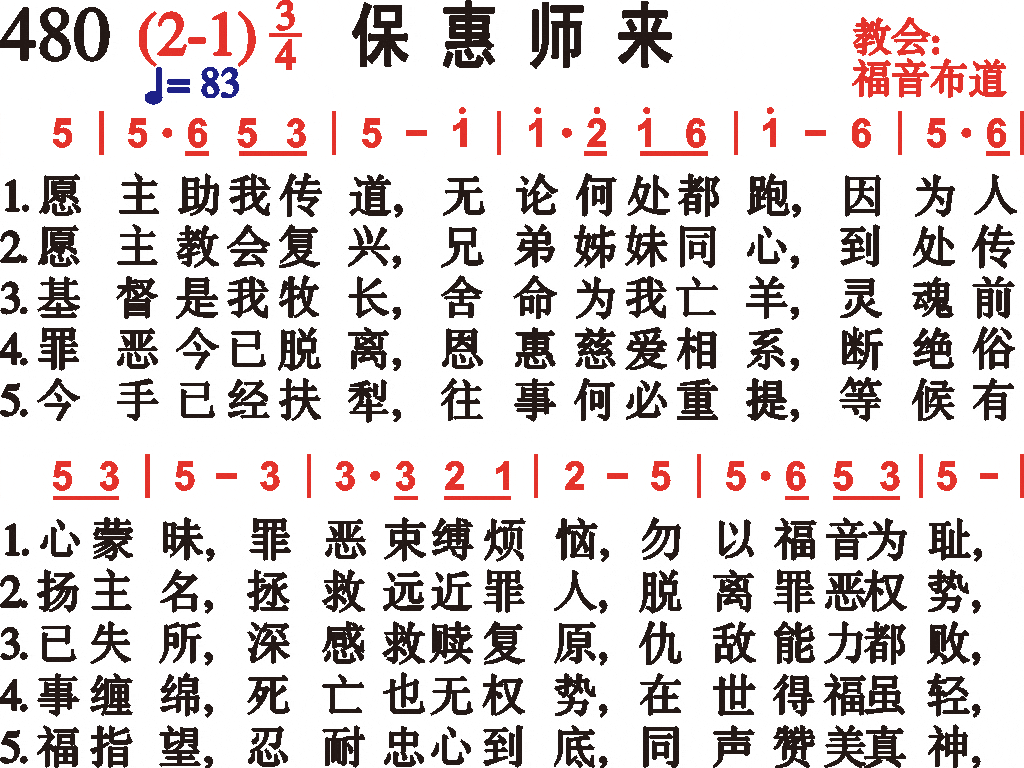 480 (2-1) 3/4 保惠师来 教会:
♩= 83 福音布道
5 | 5·6 5 3 | 5 - i | i·2̇ i 6 | i - 6 | 5·6 |
1.愿主助我传道,无论何处都跑,因为人
2.愿主教会复兴,兄弟姊妹同心,到处传
3.基督是我牧长,舍命为我亡羊,灵魂前
4.罪恶今已脱离,恩惠慈爱相系,断绝俗
5.今手已经扶犁,往事何必重提,等候有
5 3 | 5 - 3 | 3·3 2 1 | 2 - 5 | 5·6 5 3 | 5 - |
1.心蒙昧,罪恶束缚烦恼,勿以福音为耻,
2.扬主名,拯救远近罪人,脱离罪恶权势,
3.已失所,深感救赎复原,仇敌能力都败,
4.事缠绵,死亡也无权势,在世得福虽轻,
5.福指望,忍耐忠心到底,同声赞美真神,